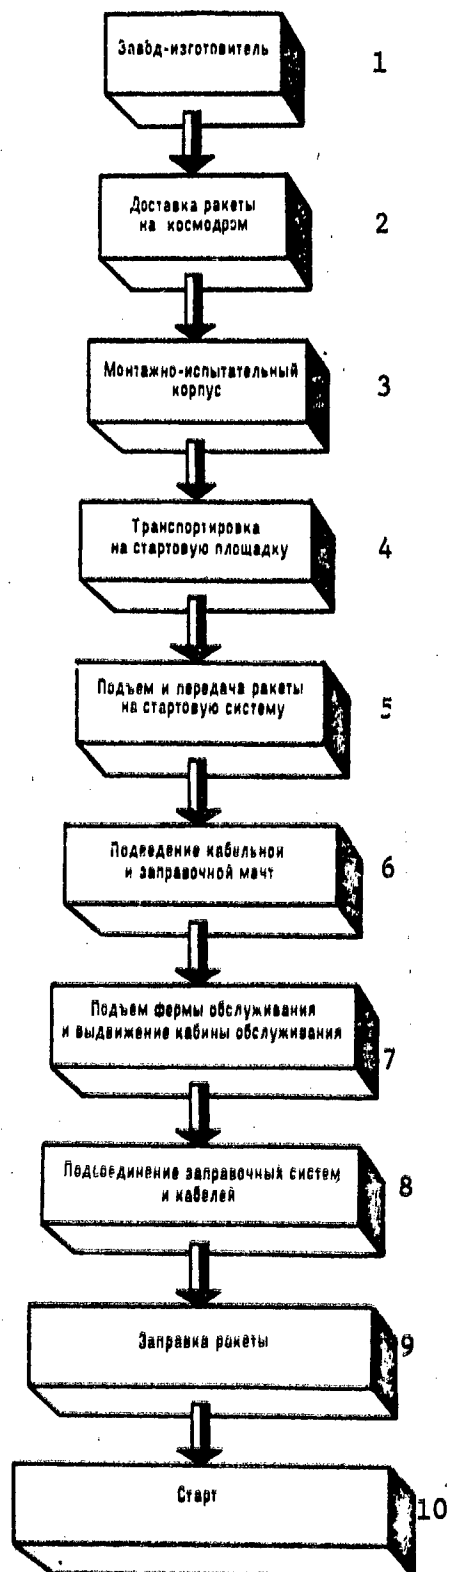 Завод-изготовитель
1
Доставка ракеты
на космодром
2
Монтажно-испытательный
корпус
3
Транспортировка
на стартовую площадку
4
Подъем и передача ракеты
на стартовую систему
5
Подведение кабельной
и заправочной мачт
6
Подъем фермы обслуживания
и выдвижение кабины обслуживания
7
Подсоединение заправочных систем
и кабелей
8
Заправка ракеты
9
Старт
10